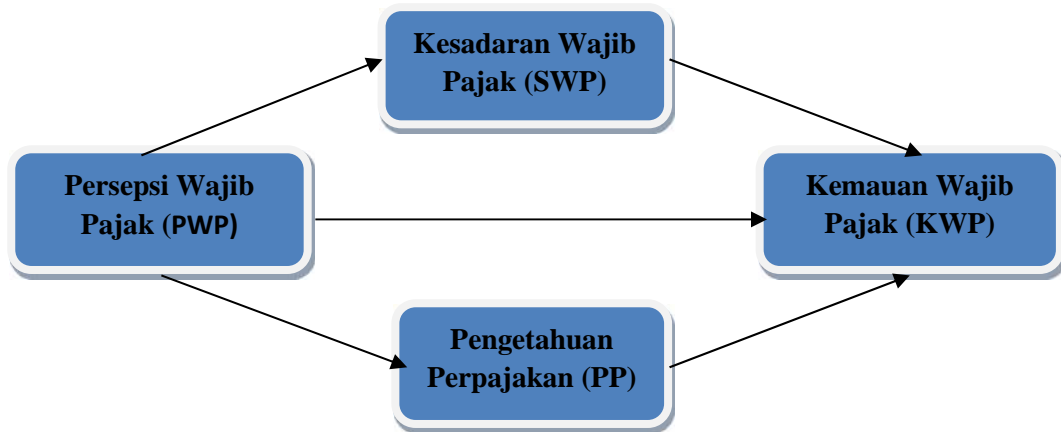 Kesadaran Wajib
Pajak (SWP)
Persepsi Wajib
Pajak (PWP)
Kemauan Wajib
Pajak (KWP)
Pengetahuan
Perpajakan (PP)